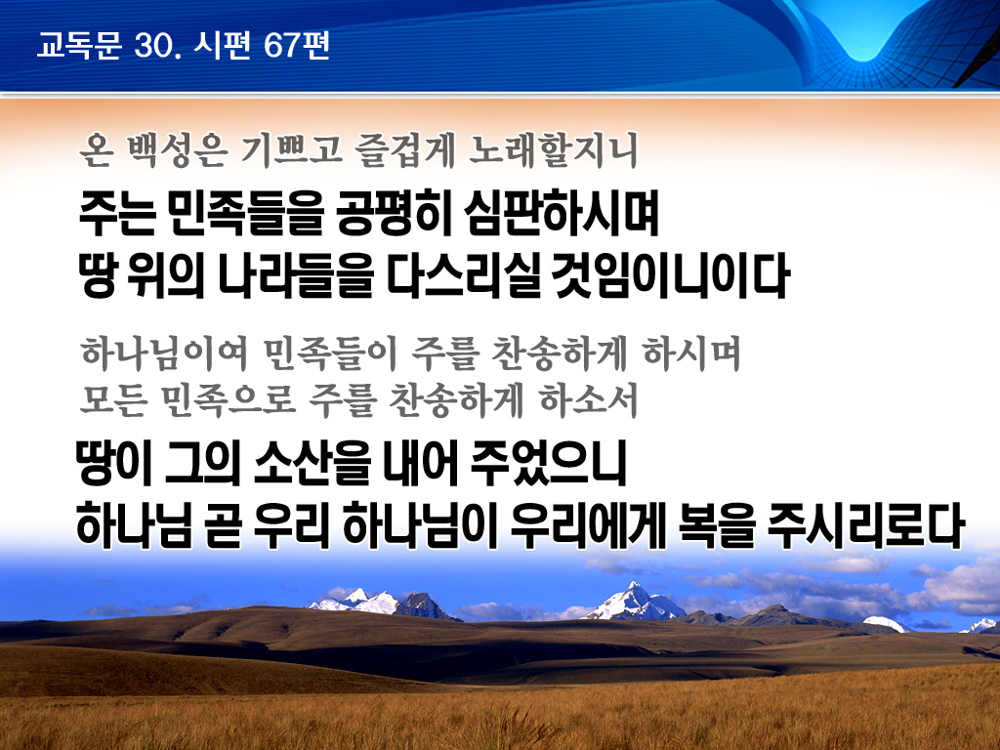 교독문 30. 시편 67편
온 백성은 기쁘고 즐겁게 노래할지니
주는 민족들을 공평히 심판하시며
땅 위의 나라들을 다스리실 것임이니이다
하나님이여 민족들이 주를 찬송하게 하시며
모든 민족으로 주를 찬송하게 하소서
땅이 그의 소산을 내어 주었으니
하나님 곧 우리 하나님이 우리에게 복을 주시리로다